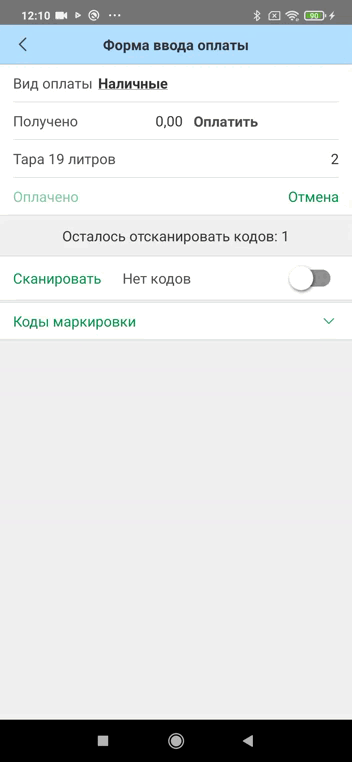 12:10 90
Форма ввода оплаты
Вид оплаты Наличные
Получено 0,00 Оплатить
Тара 19 литров 2
Оплачено Отмена
Осталось отсканировать кодов: 1
Сканировать Нет кодов
Коды маркировки